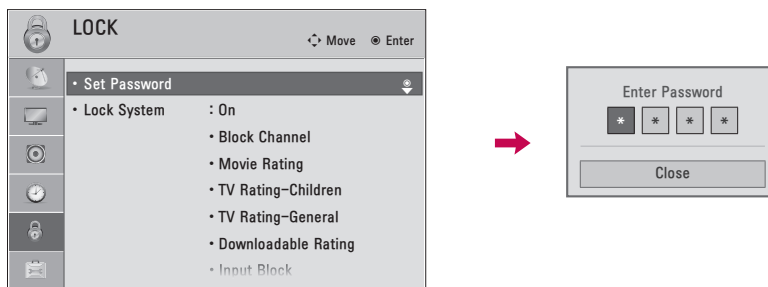 LOCK
Move Enter
• Set Password
• Lock System : On
• Block Channel
• Movie Rating
• TV Rating-Children
• TV Rating-General
• Downloadable Rating
• Input Block
Enter Password
* * * *
Close